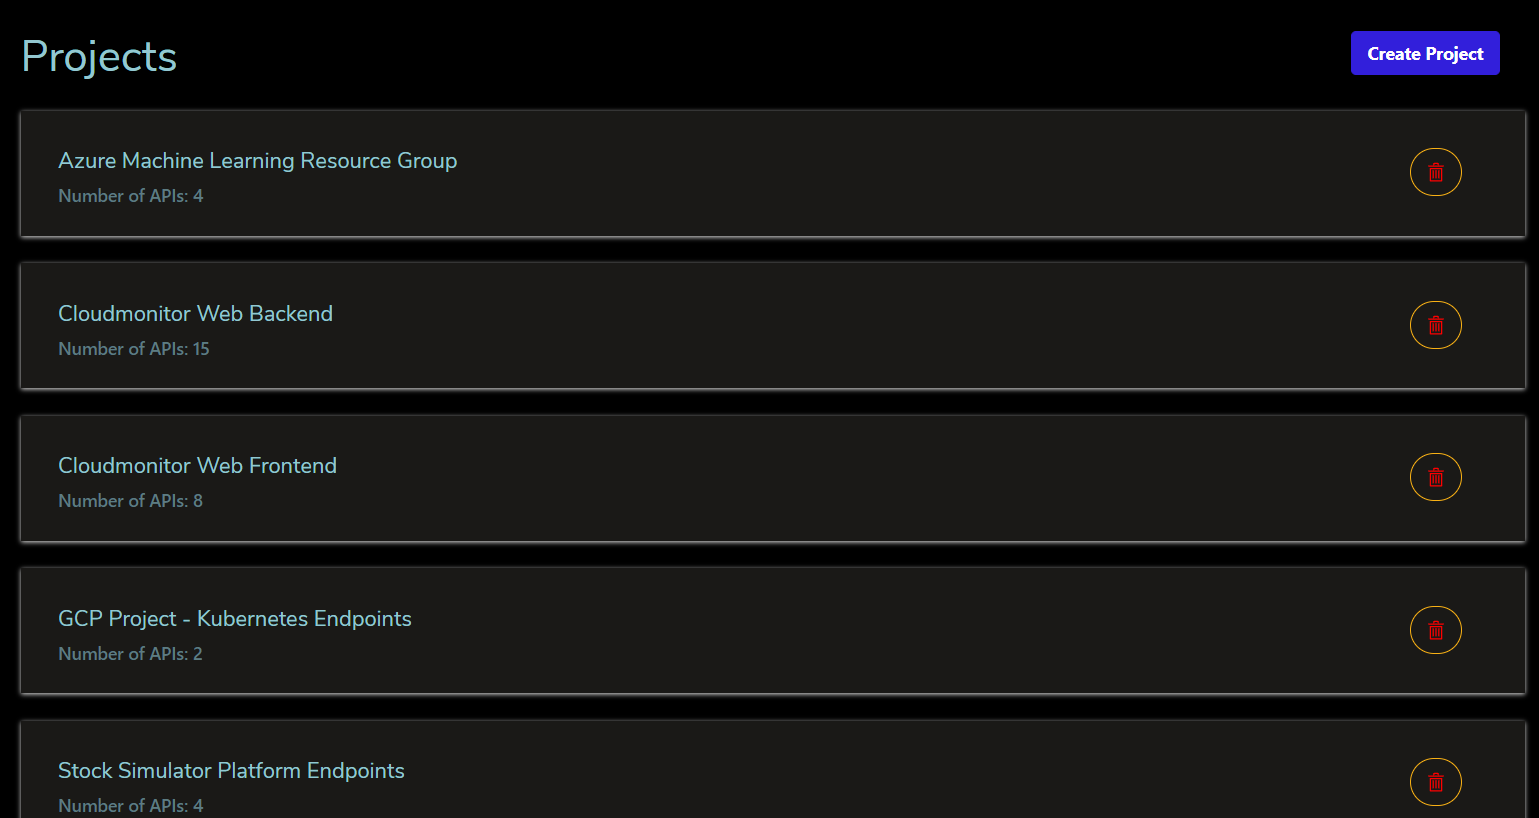 Projects
Create Project
Azure Machine Learning Resource Group
Number of APIs: 4
Cloudmonitor Web Backend
Number of APIs: 15
Cloudmonitor Web Frontend
Number of APIs: 8
GCP Project - Kubernetes Endpoints
Number of APIs: 2
Stock Simulator Platform Endpoints
Number of APIs: 4